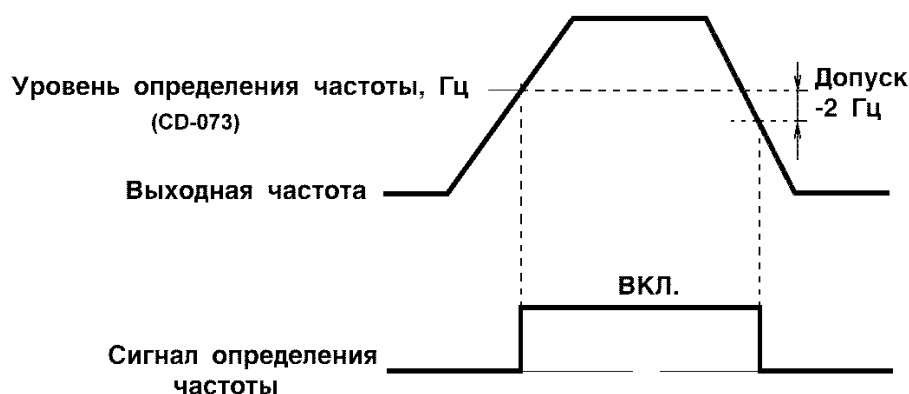 Уровень определения частоты, Гц
(CD-073)
Допуск
-2 Гц
Выходная частота
ВКЛ.
Сигнал определения
частоты